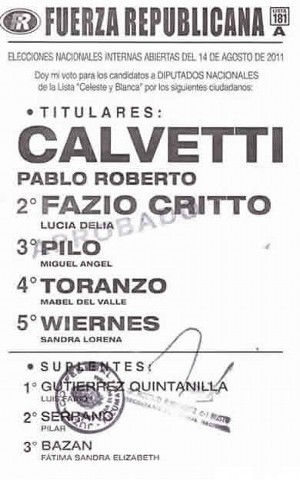 FR FUERZA REPUBLICANA LISTA 181 A
ELECCIONES NACIONALES INTERNAS ABIERTAS DEL 14 DE AGOSTO DE 2011
Doy mi voto para los candidatos a DIPUTADOS NACIONALES
de la Lista "Celeste y Blanca" por los siguientes ciudadanos:
• TITULARES:
CALVETTI
PABLO ROBERTO
2° FAZIO CRITTO
LUCIA DELIA
APROBADO
3° PILO
MIGUEL ANGEL
4° TORANZO
MABEL DEL VALLE
5° WIERNES
SANDRA LORENA
• SUPLENTES:
1° GUTIERREZ QUINTANILLA
LUIS
2° SERRANO
PILAR
3° BAZAN
FÁTIMA SANDRA ELIZABETH